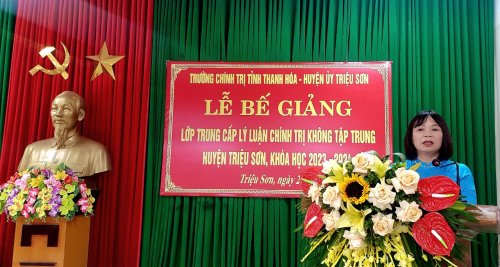 TRƯỜNG CHÍNH TRỊ TỈNH THANH HÓA - HUYỆN ỦY TRIỆU SƠN
LỄ BẾ GIẢNG
LỚP TRUNG CẤP LÝ LUẬN CHÍNH TRỊ KHÔNG TẬP TRUNG
HUYỆN TRIỆU SƠN, KHÓA HỌC 2023 - 2024
Triệu Sơn, ngày